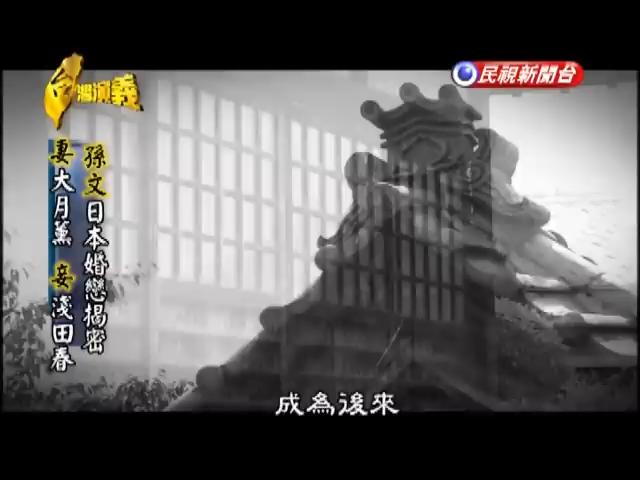 台灣演義
民視新聞台
孫文日本婚戀揭密
妻大月薰 妾淺田春
成為後來